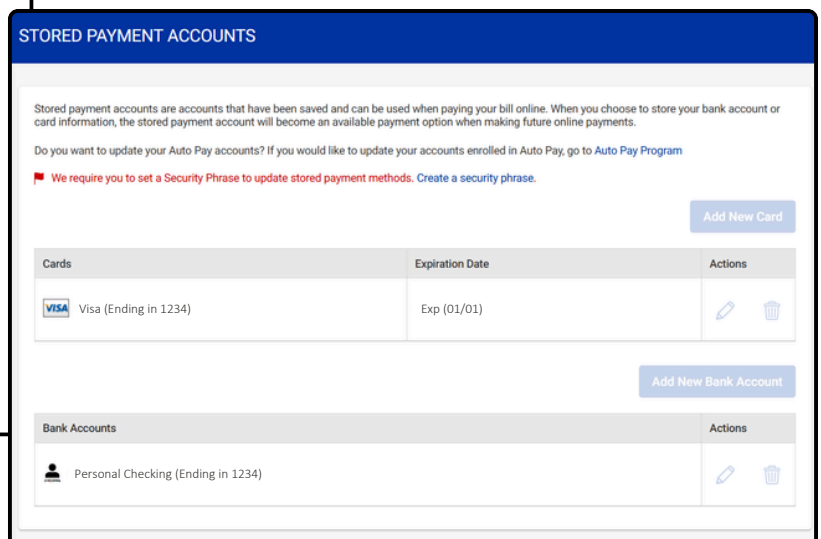 STORED PAYMENT ACCOUNTS
Stored payment accounts are accounts that have been saved and can be used when paying your bill online. When you choose to store your bank account or
card information, the stored payment account will become an available payment option when making future online payments.
Do you want to update your Auto Pay accounts? If you would like to update your accounts enrolled in Auto Pay, go to Auto Pay Program
We require you to set a Security Phrase to update stored payment methods. Create a security phrase.
Add New Card
Cards Expiration Date Actions
VISA Visa (Ending in 1234) Exp (01/01)
Add New Bank Account
Bank Accounts Actions
Personal Checking (Ending in 1234)